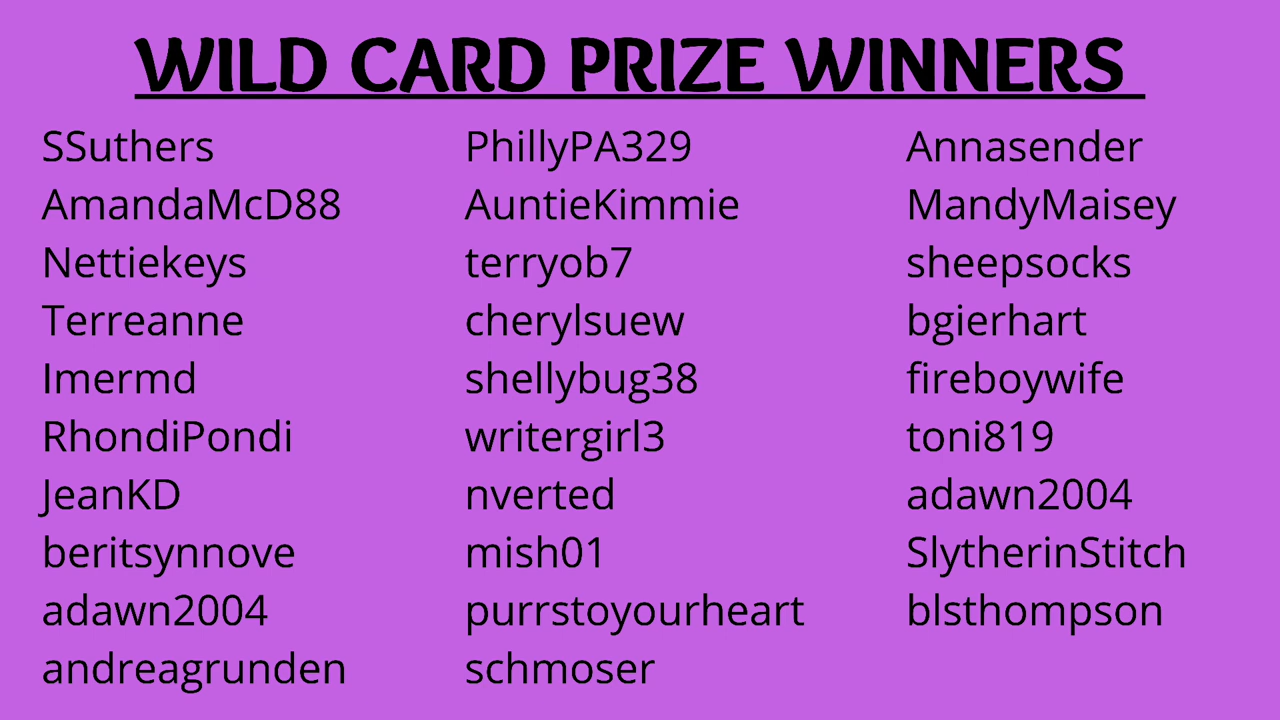 WILD CARD PRIZE WINNERS
SSuthers
AmandaMcD88
Nettiekeys
Terreanne
Imermd
RhondiPondi
JeanKD
beritsynnove
adawn2004
andreagrunden
PhillyPA329
AuntieKimmie
terryob7
cherylsuew
shellybug38
writergirl3
nverted
mish01
purrstoyourheart
schmoser
Annasender
MandyMaisey
sheepsocks
bgierhart
fireboywife
toni819
adawn2004
SlytherinStitch
blsthompson